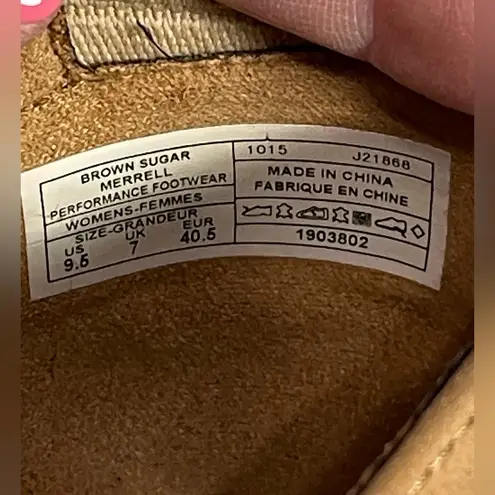 BROWN SUGAR
MERRELL
PERFORMANCE FOOTWEAR
WOMENS-FEMMES
SIZE-GRANDEUR
US UK EUR
9.5 7 40.5
1015 J21868
MADE IN CHINA
FABRIQUE EN CHINE
1903802